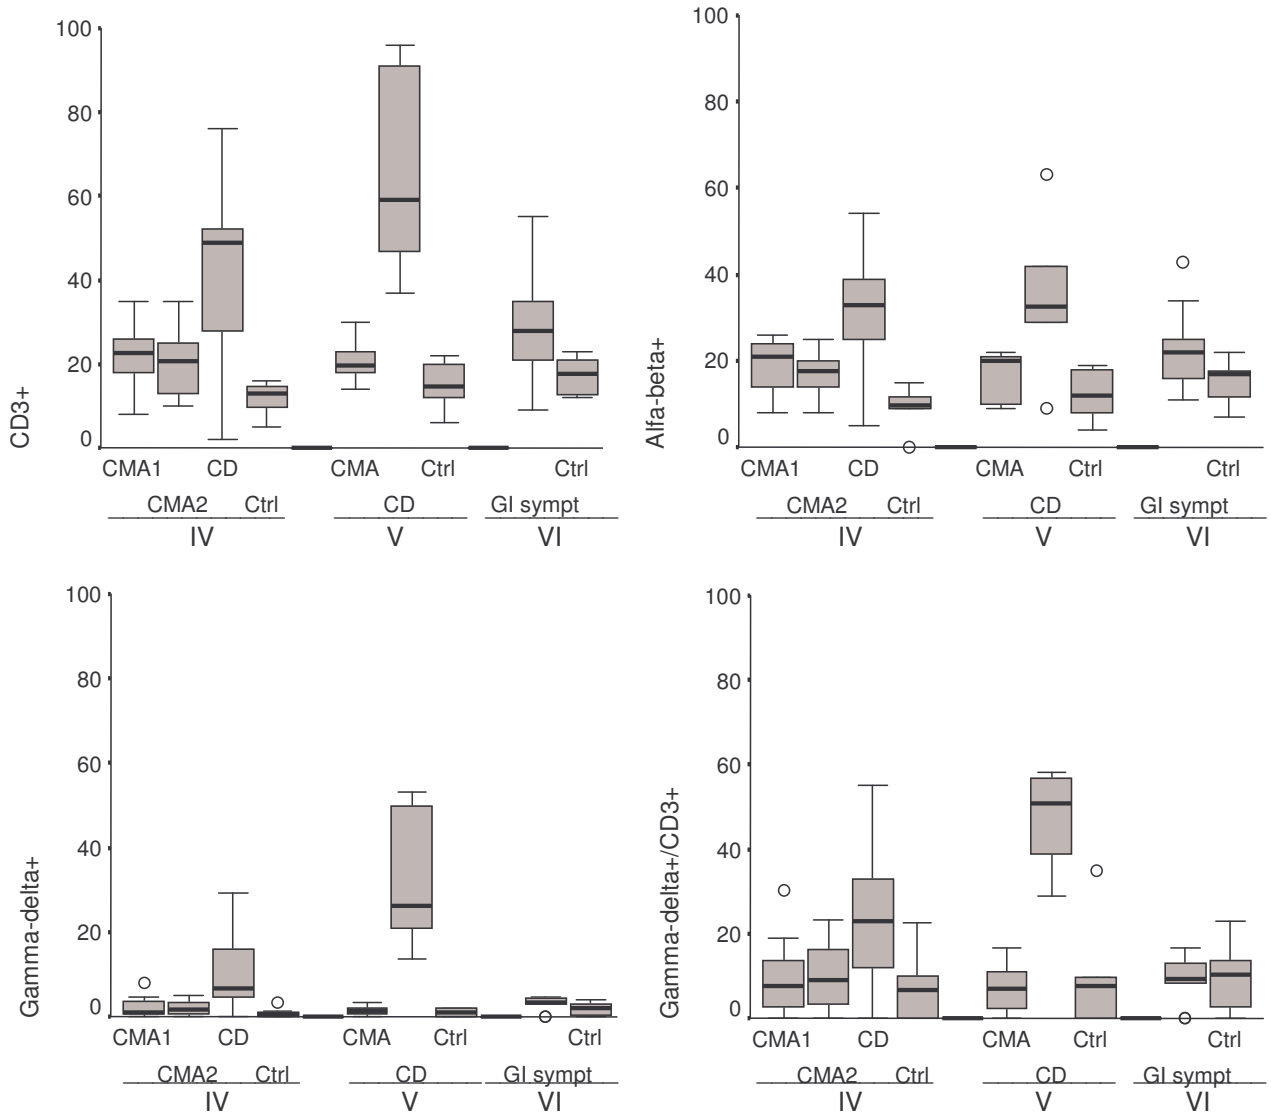 CD3+
100
80
60
40
20
0
CMA1 CD CMA Ctrl Ctrl
CMA2 Ctrl CD GI sympt
IV V VI
Alfa-beta+
100
80
60
40
20
0
CMA1 CD CMA Ctrl Ctrl
CMA2 Ctrl CD GI sympt
IV V VI
Gamma-delta+
100
80
60
40
20
0
CMA1 CD CMA Ctrl Ctrl
CMA2 Ctrl CD GI sympt
IV V VI
Gamma-delta+/CD3+
100
80
60
40
20
0
CMA1 CD CMA Ctrl Ctrl
CMA2 Ctrl CD GI sympt
IV V VI